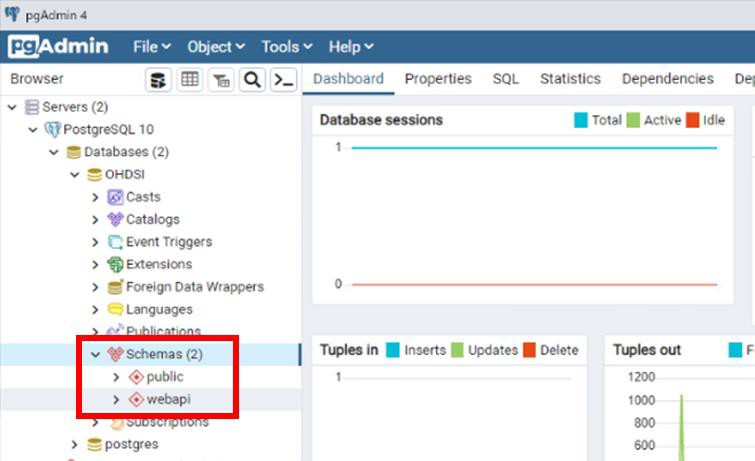 pgAdmin 4
pgAdmin File Object Tools Help
Browser
Dashboard Properties SQL Statistics Dependencies
Servers (2)
PostgreSQL 10
Databases (2)
OHDSI
Casts
Catalogs
Event Triggers
Extensions
Foreign Data Wrappers
Languages
Publications
Schemas (2)
public
webapi
Subscriptions
postgres
Database sessions
Total Active Idle
1
0
Tuples in
Inserts Updates Delete
1
Tuples out
F
1200
1000
800
600